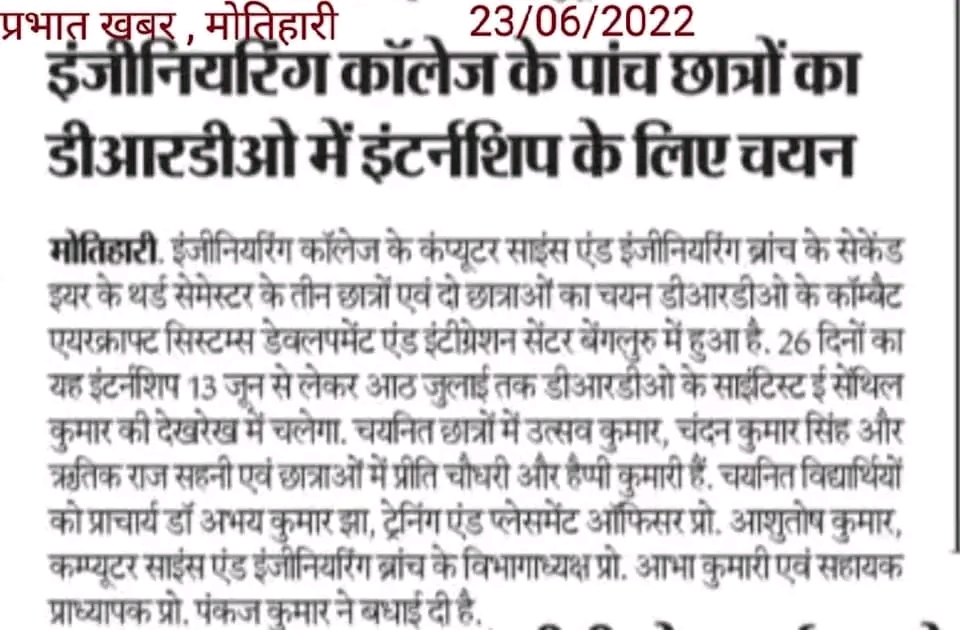 प्रभात खबर , मोतिहारी 23/06/2022
इंजीनियरिंग कॉलेज के पांच छात्रों का
डीआरडीओ में इंटर्नशिप के लिए चयन
मोतिहारी. इंजीनियरिंग कॉलेज के कंप्यूटर साइंस एंड इंजीनियरिंग ब्रांच के सेकेंड
इयर के थर्ड सेमेस्टर के तीन छात्रों एवं दो छात्राओं का चयन डीआरडीओ के कॉम्बैट
एयरक्राफ्ट सिस्टम्स डेवलपमेंट एंड इंटीग्रेशन सेंटर बेंगलुरु में हुआ है. 26 दिनों का
यह इंटर्नशिप 13 जून से लेकर आठ जुलाई तक डीआरडीओ के साइंटिस्ट ई सेंथिल
कुमार की देखरेख में चलेगा. चयनित छात्रों में उत्सव कुमार, चंदन कुमार सिंह और
ऋतिक राज सहनी एवं छात्राओं में प्रीति चौधरी और हैप्पी कुमारी हैं. चयनित विद्यार्थियों
को प्राचार्य डॉ अभय कुमार झा, ट्रेनिंग एंड प्लेसमेंट ऑफिसर प्रो. आशुतोष कुमार,
कम्प्यूटर साइंस एंड इंजीनियरिंग ब्रांच के विभागाध्यक्ष प्रो. आभा कुमारी एवं सहायक
प्राध्यापक प्रो. पंकज कुमार ने बधाई दी है.